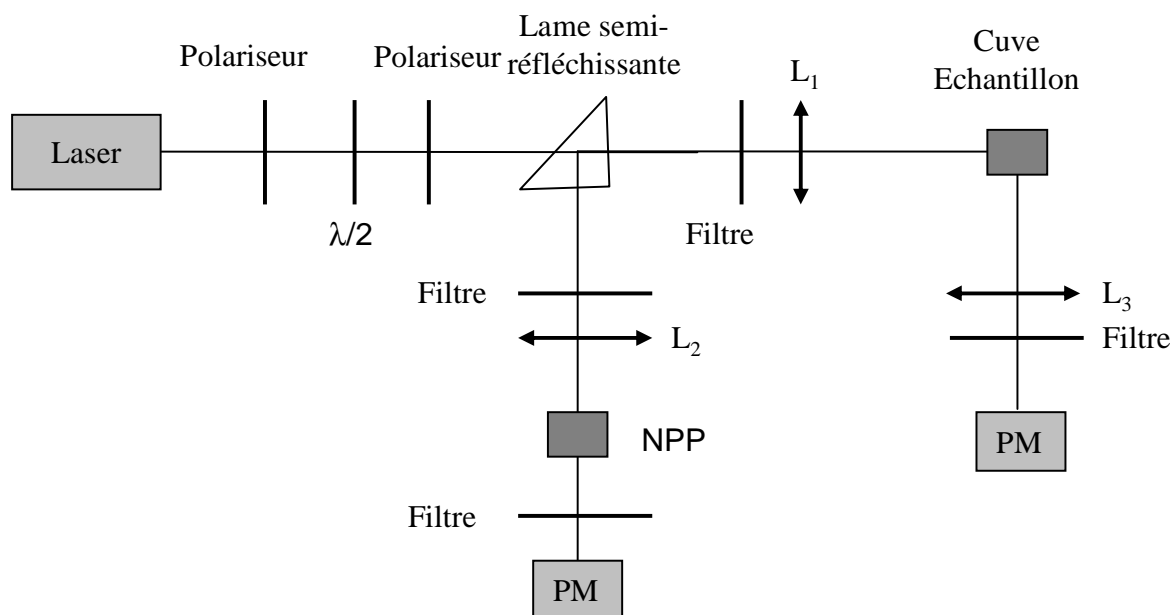 Lame semi-
réfléchissante
Cuve
Echantillon
Polariseur
Polariseur
L1
Laser
λ/2
Filtre
Filtre
L3
L2
Filtre
NPP
PM
Filtre
PM